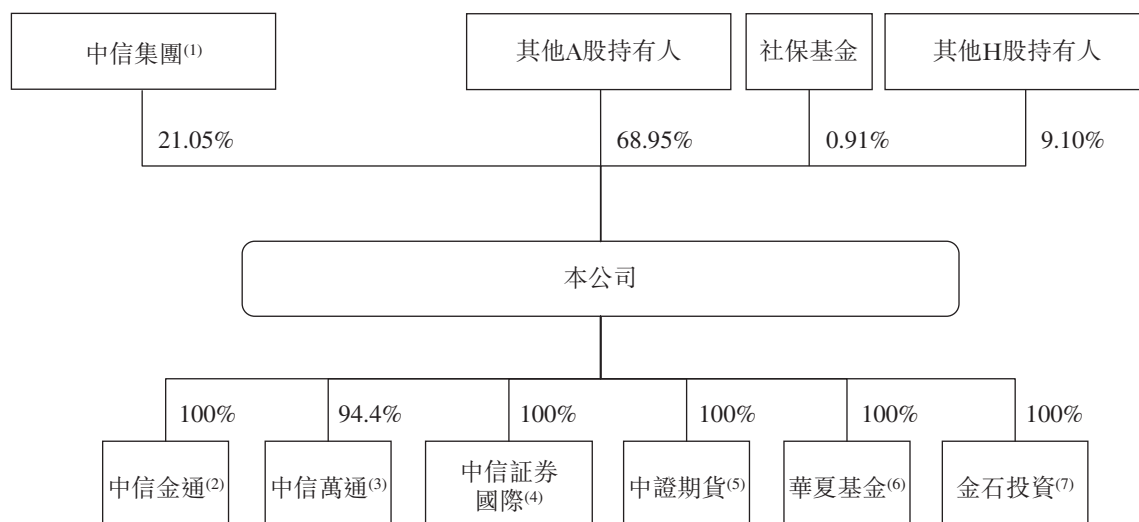 中信集團(1)
其他A股持有人
社保基金
其他H股持有人
21.05%
68.95%
0.91%
9.10%
本公司
100%
94.4%
100%
100%
100%
100%
中信金通(2)
中信萬通(3)
中信証券
國際(4)
中證期貨(5)
華夏基金(6)
金石投資(7)